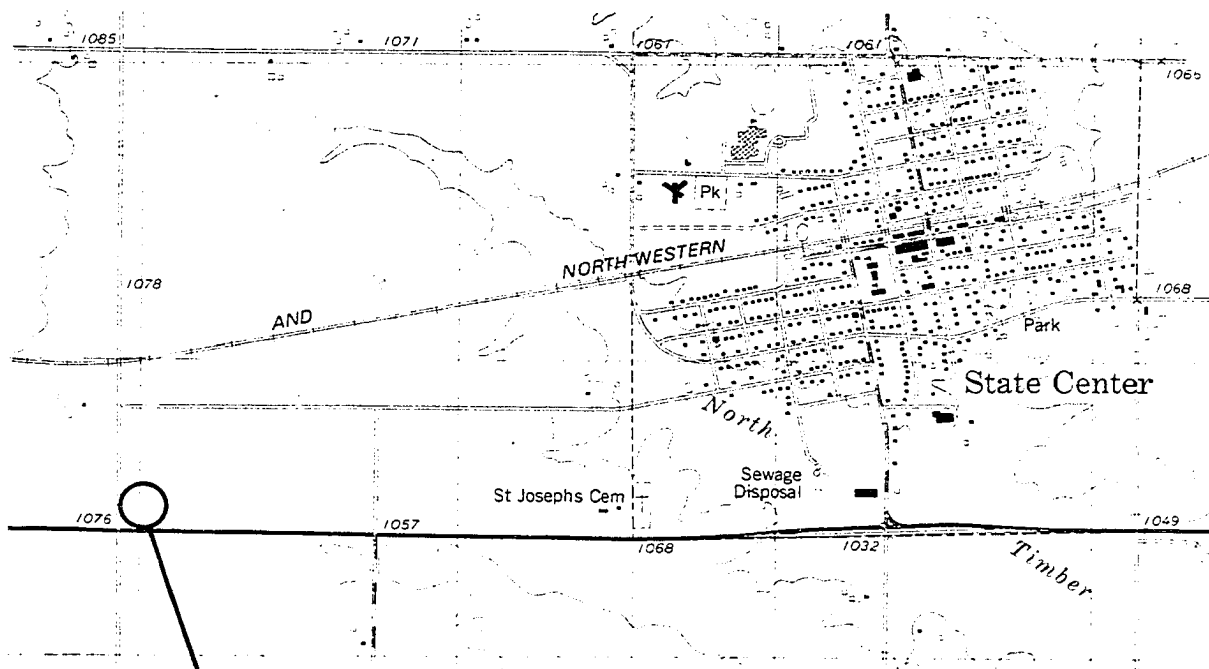 1085
1071
1067
1061
1065
Pk
NORTH WESTERN
AND
1078
1068
Park
State Center
North
Sewage
Disposal
St Josephs Cem
1076
1057
1068
1032
1049
Timber